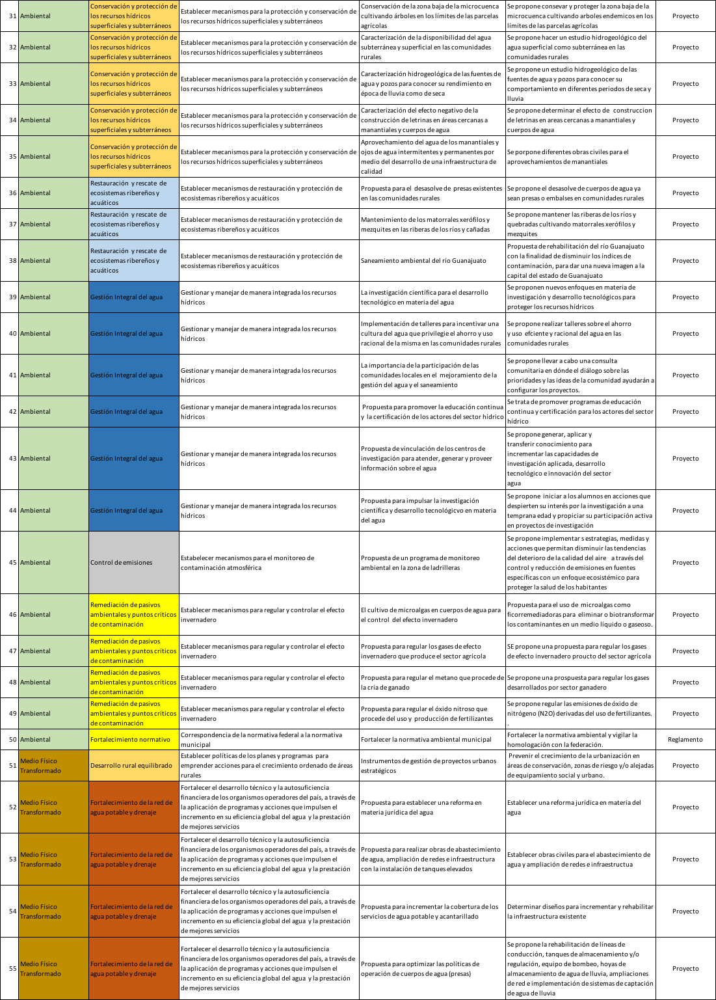 31
Ambiental
Conservación y protección de
los recursos hídricos
superficiales y subterráneos
Establecer mecanismos para la protección y conservación de
los recursos hídricos superficiales y subterráneos
Conservación de la zona baja de la microcuenca
cultivando árboles en los límites de las parcelas
agrícolas
Se propone consevar y proteger la zona baja de la
microcuenca cultivando arboles endemicos en los
límites de las parcelas agrícolas
Proyecto
32
Ambiental
Conservación y protección de
los recursos hídricos
superficiales y subterráneos
Establecer mecanismos para la protección y conservación de
los recursos hídricos superficiales y subterráneos
Caracterización de la disponibilidad del agua
subterránea y superficial en las comunidades
rurales
Se propone hacer un estudio hidrogeológico del
agua superficial como subterránea en las
comunidades rurales
Proyecto
33
Ambiental
Conservación y protección de
los recursos hídricos
superficiales y subterráneos
Establecer mecanismos para la protección y conservación de
los recursos hídricos superficiales y subterráneos
Caracterización hidrogeológica de las fuentes de
agua y pozos para conocer su rendimiento en
época de lluvia como de seca
Se propone un estudio hidrogeológico de las
fuentes de agua y pozos para conocer su
comportamiento en diferentes periodos de seca y
lluvia
Proyecto
34
Ambiental
Conservación y protección de
los recursos hídricos
superficiales y subterráneos
Establecer mecanismos para la protección y conservación de
los recursos hídricos superficiales y subterráneos
Caracterización del efecto negativo de la
construcción de letrinas en áreas cercanas a
manantiales y cuerpos de agua
Se propone determinar el efecto de construccion
de letrinas en areas cercanas a manantiales y
cuerpos de agua
Proyecto
35
Ambiental
Conservación y protección de
los recursos hídricos
superficiales y subterráneos
Establecer mecanismos para la protección y conservación de
los recursos hídricos superficiales y subterráneos
Aprovechamiento del agua de los manantiales y
ojos de agua intermitentes y permanentes por
medio del desarrollo de una infraestructura de
calidad
Se porpone diferentes obras civiles para el
aprovechamientos de manantiales
Proyecto
36
Ambiental
Restauración y rescate de
ecosistemas ribereños y
acuáticos
Establecer mecanismos de restauración y protección de
ecosistemas ribereños y acuáticos
Propuesta para el desasolve de presas existentes
en las comunidades rurales
Se propone el desasolve de cuerpos de agua ya
sean presas o embalses en comunidades rurales
Proyecto
37
Ambiental
Restauración y rescate de
ecosistemas ribereños y
acuáticos
Establecer mecanismos de restauración y protección de
ecosistemas ribereños y acuáticos
Mantenimiento de los matorrales xerófilos y
mezquites en las riberas de los ríos y cañadas
Se propone mantener las riberas de los ríos y
quebradas cultivando matorrales xerófilos y
mezquites
Proyecto
38
Ambiental
Restauración y rescate de
ecosistemas ribereños y
acuáticos
Establecer mecanismos de restauración y protección de
ecosistemas ribereños y acuáticos
Saneamiento ambiental del río Guanajuato
Propuesta de rehabilitación del río Guanajuato
con la finalidad de disminuir los índices de
contaminación, para dar una nueva imagen a la
capital del estado de Guanajuato
Proyecto
39
Ambiental
Gestión Integral del agua
Gestionar y manejar de manera integrada los recursos
hídricos
La investigación científica para el desarrollo
tecnológico en materia del agua
Se proponen nuevos enfoques en materia de
investigación y desarrollo tecnológicos para
proteger los recursos hídricos
Proyecto
40
Ambiental
Gestión Integral del agua
Gestionar y manejar de manera integrada los recursos
hídricos
Implementación de talleres para incentivar una
cultura del agua que privilegie el ahorro y uso
racional de la misma en las comunidades rurales
Se propone realizar talleres sobre el ahorro
y uso efciente y racional del agua en las
comunidades rurales
Proyecto
41
Ambiental
Gestión Integral del agua
Gestionar y manejar de manera integrada los recursos
hídricos
La importancia de la participación de las
comunidades locales en el mejoramiento de la
gestión del agua y el saneamiento
Se propone llevar a cabo una consulta
comunitaria en dónde el diálogo sobre las
prioridades y las ideas de la comunidad ayudarán a
configurar los proyectos.
Proyecto
42
Ambiental
Gestión Integral del agua
Gestionar y manejar de manera integrada los recursos
hídricos
Propuesta para promover la educación continua
y la certificación de los actores del sector hídrico
Se trata de promover programas de educación
continua y certificación para los actores del sector
hídrico
Proyecto
43
Ambiental
Gestión Integral del agua
Gestionar y manejar de manera integrada los recursos
hídricos
Propuesta de vinculación de los centros de
investigación para atender, generar y proveer
información sobre el agua
Se propone generar, aplicar y
transferir conocimiento para
incrementar las capacidades de
investigación aplicada, desarrollo
tecnológico e innovación del sector
agua
Proyecto
44
Ambiental
Gestión Integral del agua
Gestionar y manejar de manera integrada los recursos
hídricos
Propuesta para impulsar la investigación
científica y desarrollo tecnológicvo en materia
del agua
Se propone iniciar a los alumnos en acciones que
despierten su interés por la investigación a una
temprana edad y propiciar su participación activa
en proyectos de investigación
Proyecto
45
Ambiental
Control de emisiones
Estabelecer mecanismos para el monitoreo de
contaminación atmosférica
Propuesta de un programa de monitoreo
ambiental en la zona de ladrilleras
Se propone implementar s estrategias, medidas y
acciones que permitan disminuir las tendencias
del deterioro de la calidad del aire a través del
control y reducción de emisiones en fuentes
específicas con un enfoque ecosistémico para
proteger la salud de los habitantes
Proyecto
46
Ambiental
Remediación de pasivos
ambientales y puntos críticos
de contaminación
Establecer mecanismos para regular y controlar el efecto
invernadero
El cultivo de microalgas en cuerpos de agua para
el control del efecto invernadero
Propuesta para el uso de microalgas como
ficorremediadoras para eliminar o biotransformar
los contaminantes en un medio líquido o gaseoso.
Proyecto
47
Ambiental
Remediación de pasivos
ambientales y puntos críticos
de contaminación
Establecer mecanismos para regular y controlar el efecto
invernadero
Propuesta para regular los gases de efecto
invernadero que produce el sector agrícola
SE propone una propuesta para regular los gases
de efecto invernadero proucto del sector agrícola
Proyecto
48
Ambiental
Remediación de pasivos
ambientales y puntos críticos
de contaminación
Establecer mecanismos para regular y controlar el efecto
invernadero
Propuesta para regular el metano que procede de
la cría de ganado
Se propone una prospuesta para regular los gases
desarrollados por sector ganadero
Proyecto
49
Ambiental
Remediación de pasivos
ambientales y puntos críticos
de contaminación
Establecer mecanismos para regular y controlar el efecto
invernadero
Propuesta para regular el óxido nitroso que
procede del uso y producción de fertilizantes
Se propone regular las emisiones de óxido de
nitrógeno (N2O) derivadas del uso de fertilizantes.
.
Proyecto
50
Ambiental
Fortalecimiento normativo
Correspondencia de la normativa federal a la normativa
municipal
Fortalecer la normativa ambiental municipal
Fortalecer la normativa ambiental y vigilar la
homologación con la federación.
Reglamento
51
Medio Físico
Transformado
Desarrollo rural equilibrado
Establecer políticas de los planes y programas para
emprender acciones para el crecimiento ordenado de áreas
rurales
Instrumentos de gestión de proyectos urbanos
estratégicos
Prevenir el crecimiento de la urbanización en
áreas de conservación, zonas de riesgo y/o alejadas
de equipamiento social y urbano.
Proyecto
52
Medio Físico
Transformado
Fortalecimiento de la red de
agua potable y drenaje
Fortalecer el desarrollo técnico y la autosuficiencia
financiera de los organismos operadores del país, a través de
la aplicación de programas y acciones que impulsen el
incremento en su eficiencia global del agua y la prestación
de mejores servicios
Propuesta para establecer una reforma en
materia jurídica del agua
Establecer una reforma jurídica en materia del
agua
Proyecto
53
Medio Físico
Transformado
Fortalecimiento de la red de
agua potable y drenaje
Fortalecer el desarrollo técnico y la autosuficiencia
financiera de los organismos operadores del país, a través de
la aplicación de programas y acciones que impulsen el
incremento en su eficiencia global del agua y la prestación
de mejores servicios
Propuesta para realizar obras de abastecimiento
de agua, ampliación de redes e infraestructura
con la instalación de tanques elevados
Establecer obras civiles para el abastecimiento de
agua y ampliación de redes e infraestructua
Proyecto
54
Medio Físico
Transformado
Fortalecimiento de la red de
agua potable y drenaje
Fortalecer el desarrollo técnico y la autosuficiencia
financiera de los organismos operadores del país, a través de
la aplicación de programas y acciones que impulsen el
incremento en su eficiencia global del agua y la prestación
de mejores servicios
Propuesta para incrementar la cobertura de los
servicios de agua potable y acantarillado
Determinar diseños para incrementar y rehabilitar
la infraestructura existente
Proyecto
55
Medio Físico
Transformado
Fortalecimiento de la red de
agua potable y drenaje
Fortalecer el desarrollo técnico y la autosuficiencia
financiera de los organismos operadores del país, a través de
la aplicación de programas y acciones que impulsen el
incremento en su eficiencia global del agua y la prestación
de mejores servicios
Propuesta para optimizar las políticas de
operación de cuerpos de agua (presas)
Se propone la rehabilitación de líneas de
conducción, tanques de almacenamiento y/o
regulación, equipo de bombeo, hoyas de
almacenamiento de agua de lluvia, ampliaciones
de red e implementación de sistemas de captación
de agua de lluvia
Proyecto